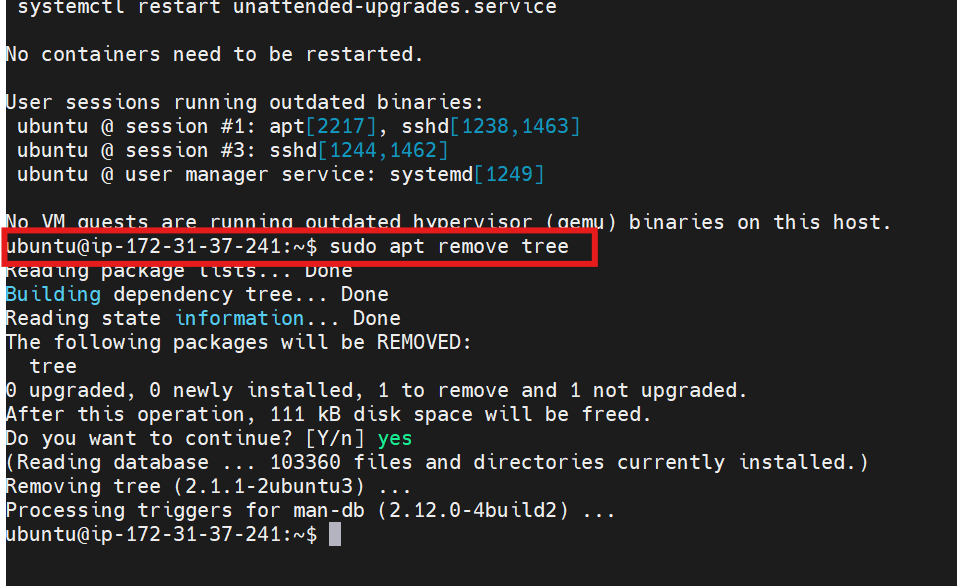 systemctl restart unattended-upgrades.service
No containers need to be restarted.
User sessions running outdated binaries:
ubuntu @ session #1: apt[2217], sshd[1238,1463]
ubuntu @ session #3: sshd[1244,1462]
ubuntu @ user manager service: systemd[1249]
No VM guests are running outdated hypervisor (qemu) binaries on this host.
ubuntu@ip-172-31-37-241:~$ sudo apt remove tree
Reading package lists... Done
Building dependency tree... Done
Reading state information... Done
The following packages will be REMOVED:
tree
0 upgraded, 0 newly installed, 1 to remove and 1 not upgraded.
After this operation, 111 kB disk space will be freed.
Do you want to continue? [Y/n] yes
(Reading database ... 103360 files and directories currently installed.)
Removing tree (2.1.1-2ubuntu3) ...
Processing triggers for man-db (2.12.0-4build2) ...
ubuntu@ip-172-31-37-241:~$